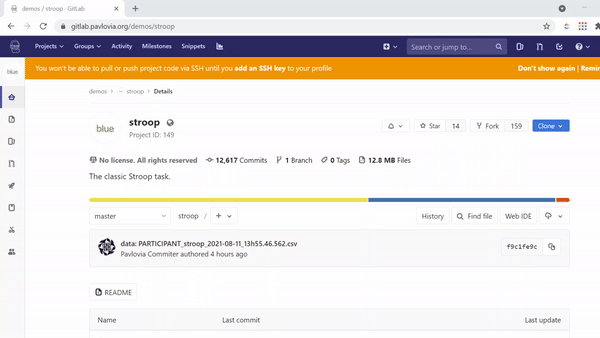 demos / stroop · GitLab
gitlab.pavlovia.org/demos/stroop
Projects Groups Activity Milestones Snippets Search or jump to...
blue
You won't be able to pull or push project code via SSH until you add an SSH key to your profile Don't show again | Remin
demos stroop Details
blue
stroop
Project ID: 149
Star 14 Fork 159 Clone
No license. All rights reserved 12,617 Commits 1 Branch 0 Tags 12.8 MB Files
The classic Stroop task.
master stroop / + History Find file Web IDE
data: PARTICIPANT_stroop_2021-08-11_13h55.46.562.csv
Pavlovia Commiter authored 4 hours ago
f9c1fe9c
README
Name Last commit Last update